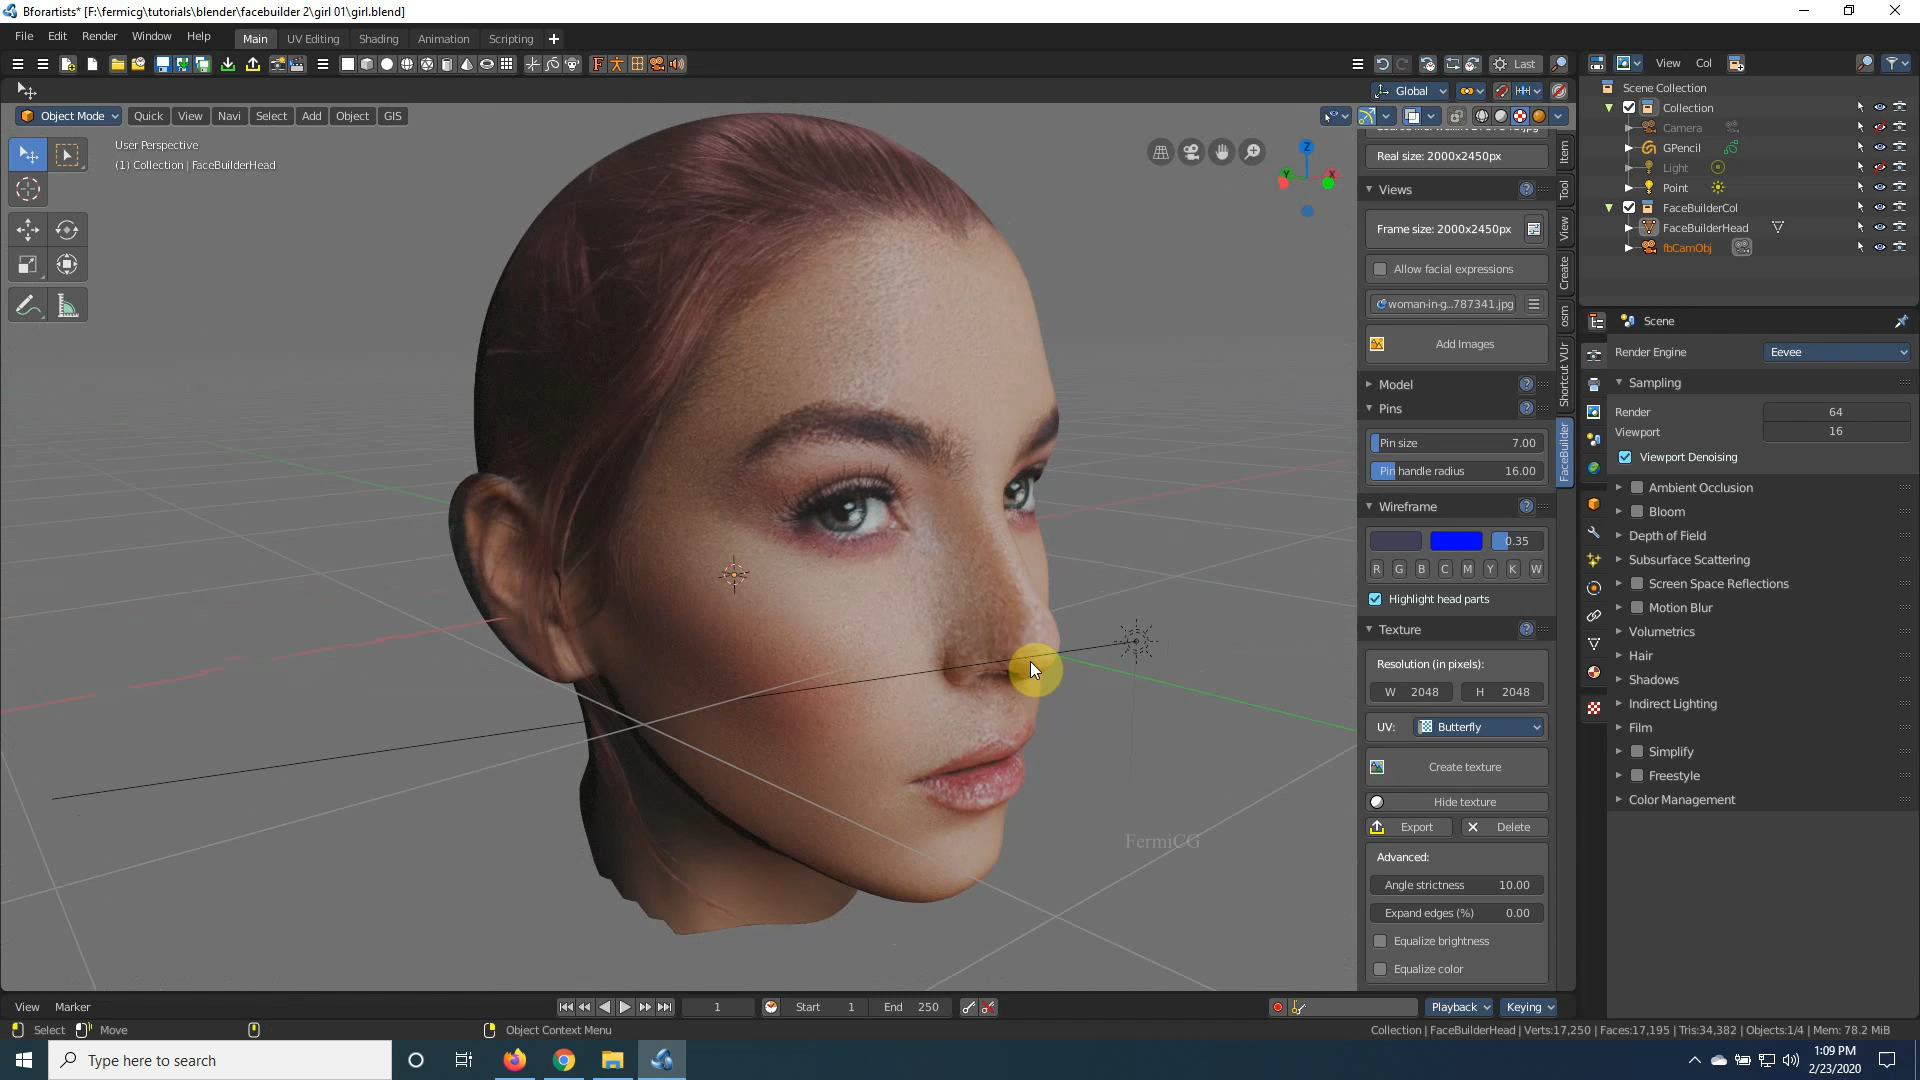 Bforartists* [F:\fermicg\tutorials\blender\facebuilder 2\girl 01\girl.blend]
File Edit Render Window Help
Main UV Editing Shading Animation Scripting
Last
View Col
Global
Object Mode Quick View Navi Select Add Object GIS
User Perspective
(1) Collection | FaceBuilderHead
Z
Y
X
Real size: 2000x2450px
Views
Frame size: 2000x2450px
Allow facial expressions
woman-in-g...787341.jpg
Add Images
Model
Pins
Pin size 7.00
Pin handle radius 16.00
Wireframe
0.35
R G B C M Y K W
Highlight head parts
Texture
Resolution (in pixels):
W 2048 H 2048
UV: Butterfly
Create texture
Hide texture
Export Delete
Advanced:
Angle strictness 10.00
Expand edges (%) 0.00
Equalize brightness
Equalize color
Item
Tool
View
Create
osm
Shortcut VUr
FaceBuilder
Scene Collection
Collection
Camera
GPencil
Light
Point
FaceBuilderCol
FaceBuilderHead
fbCamObj
Scene
Render Engine Eevee
Sampling
Render 64
Viewport 16
Viewport Denoising
Ambient Occlusion
Bloom
Depth of Field
Subsurface Scattering
Screen Space Reflections
Motion Blur
Volumetrics
Hair
Shadows
Indirect Lighting
Film
Simplify
Freestyle
Color Management
FermiCG
View Marker
1 Start 1 End 250
Playback Keying
Select Move Object Context Menu
Collection | FaceBuilderHead | Verts:17,250 | Faces:17,195 | Tris:34,382 | Objects:1/4 | Mem: 78.2 MiB
Type here to search
1:09 PM
2/23/2020